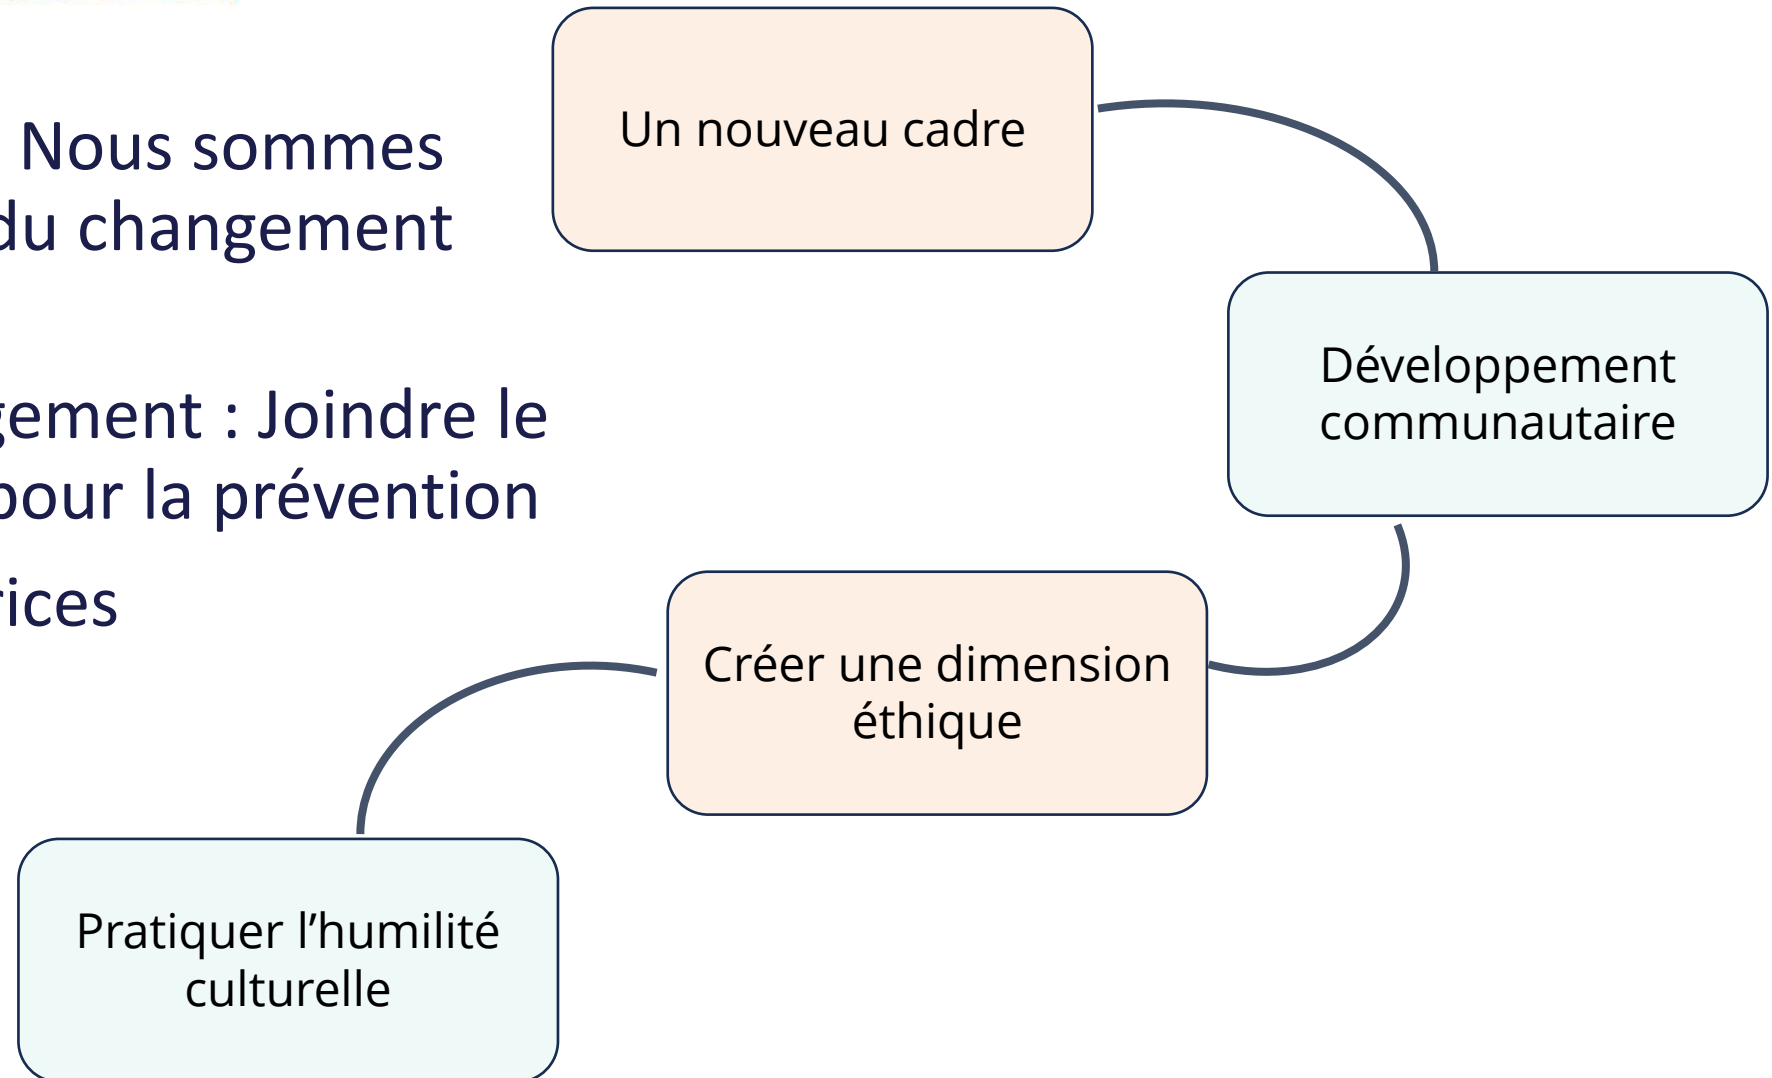 Nous sommes
du changement
gement : Joindre le
pour la prévention
rices
Un nouveau cadre
Développement
communautaire
Créer une dimension
éthique
Pratiquer l’humilité
culturelle